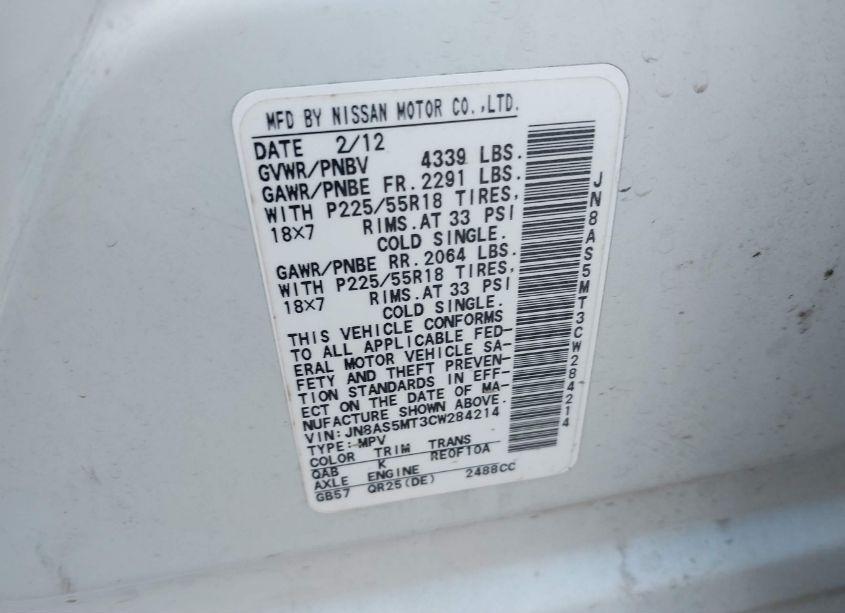 MFD BY NISSAN MOTOR CO.,LTD.
DATE 2/12
GVWR/PNBV 4339 LBS.
GAWR/PNBE FR. 2291 LBS.
WITH P225/55R18 TIRES,
18X7 RIMS.AT 33 PSI
COLD SINGLE.
GAWR/PNBE RR. 2064 LBS.
WITH P225/55R18 TIRES,
18X7 RIMS.AT 33 PSI
COLD SINGLE.
THIS VEHICLE CONFORMS
TO ALL APPLICABLE FED-
ERAL MOTOR VEHICLE SA-
FETY AND THEFT PREVEN-
TION STANDARDS IN EFF-
ECT ON THE DATE OF MA-
NUFACTURE SHOWN ABOVE.
VIN: JN8AS5MT3CW284214
TYPE: MPV
COLOR TRIM TRANS
QAB K RE0F10A
AXLE ENGINE
GB57 QR25(DE) 2488CC
JN8AS5MT3CW284214